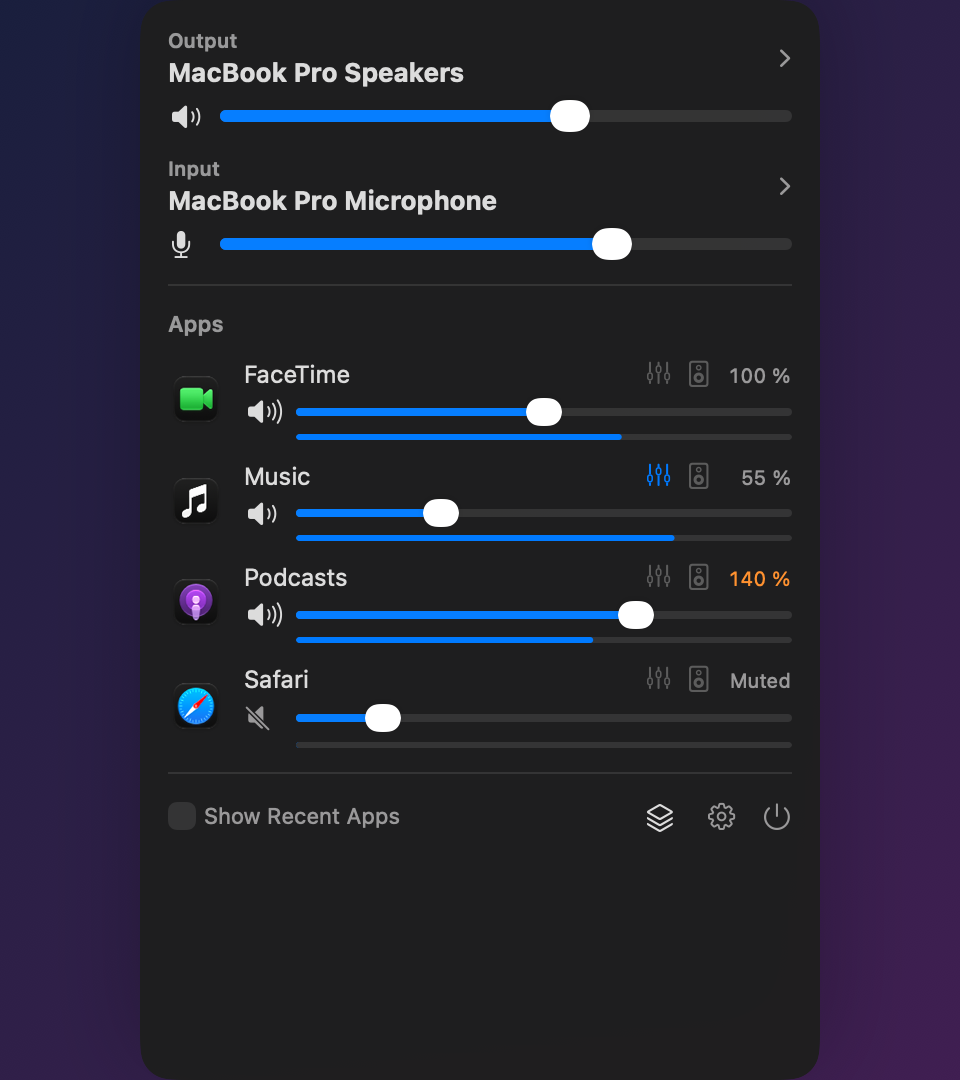 Output
MacBook Pro Speakers
Input
MacBook Pro Microphone
Apps
FaceTime 100 %
Music 55 %
Podcasts 140 %
Safari Muted
Show Recent Apps